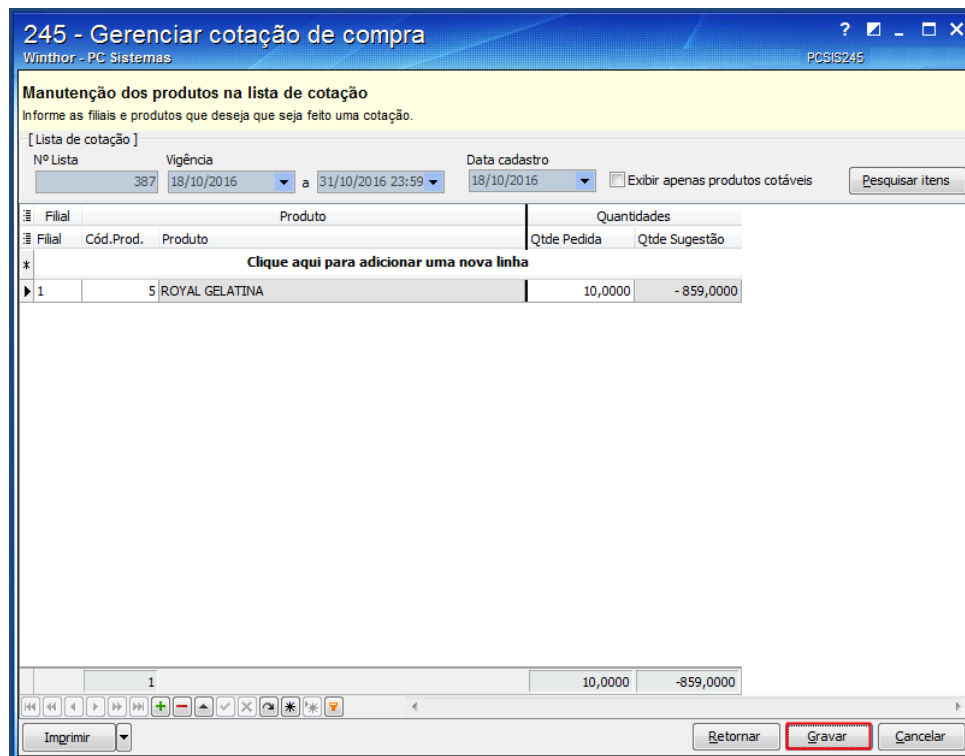 245 - Gerenciar cotação de compra
Winthor - PC Sistemas
PCSIS245
Manutenção dos produtos na lista de cotação
Informe as filiais e produtos que deseja que seja feito uma cotação.
[ Lista de cotação ]
Nº Lista Vigência Data cadastro
387 18/10/2016 a 31/10/2016 23:59 18/10/2016 Exibir apenas produtos cotáveis Pesquisar itens
Filial Produto Quantidades
Filial Cód.Prod. Produto Qtde Pedida Qtde Sugestão
Clique aqui para adicionar uma nova linha
1 5 ROYAL GELATINA 10,0000 - 859,0000
1 10,0000 -859,0000
Imprimir Retornar Gravar Cancelar